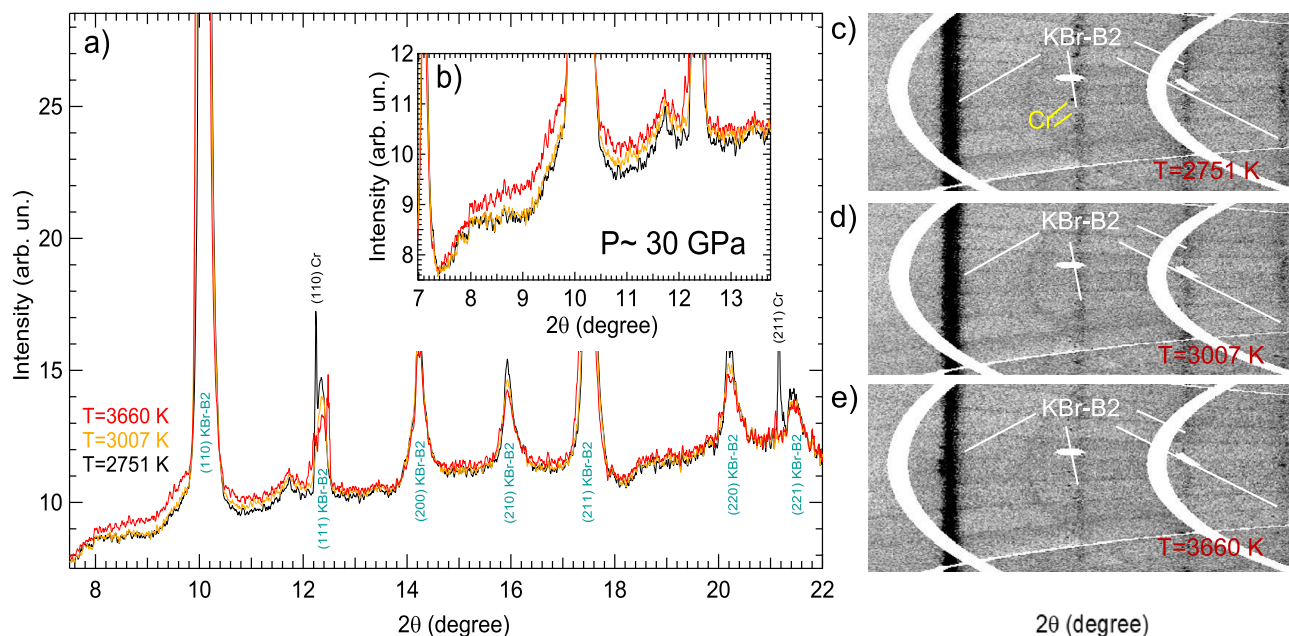 a)
Intensity (arb. un.)
25
20
15
10
8
10
12
14
16
18
20
22
2θ (degree)
T=3660 K
T=3007 K
T=2751 K
(110) KBr-B2
(110) Cr
(111) KBr-B2
(200) KBr-B2
(210) KBr-B2
(211) KBr-B2
(220) KBr-B2
(211) Cr
(221) KBr-B2
b)
Intensity (arb. un.)
12
11
10
9
8
7
8
9
10
11
12
13
2θ (degree)
P~ 30 GPa
c)
KBr-B2
Cr
T=2751 K
d)
KBr-B2
T=3007 K
e)
KBr-B2
T=3660 K
2θ (degree)